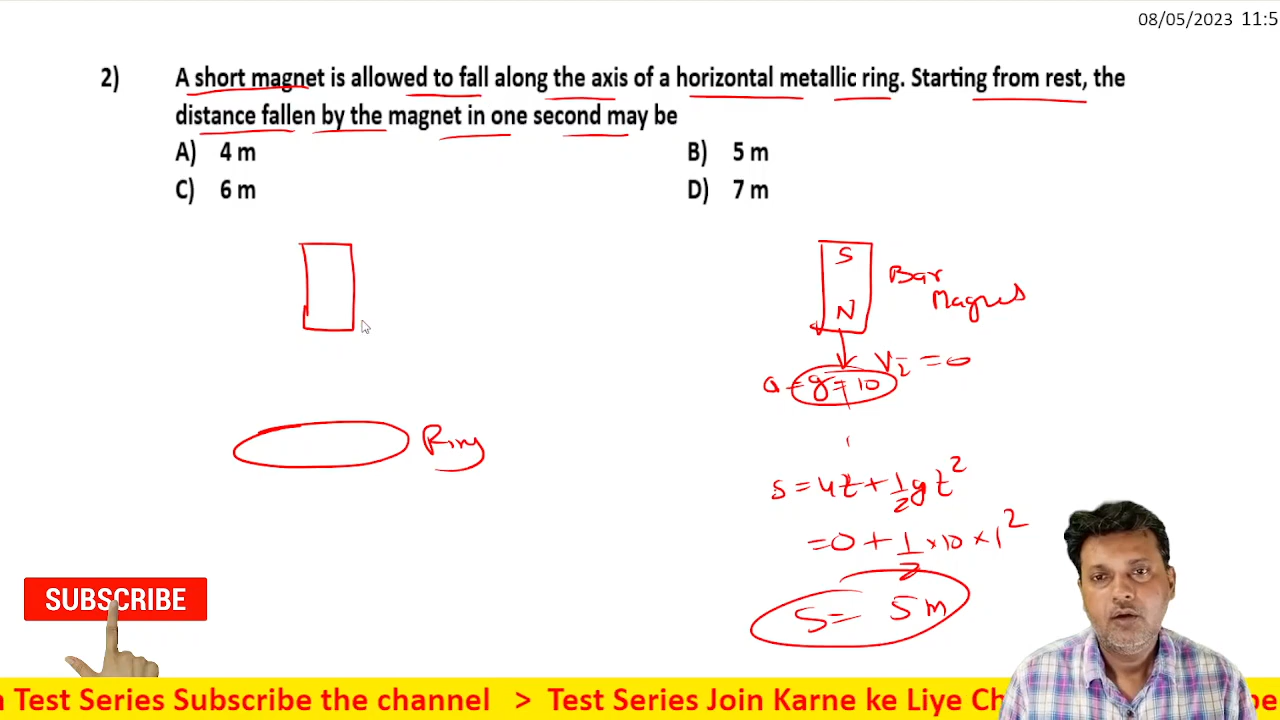 08/05/2023 11:5
2) A short magnet is allowed to fall along the axis of a horizontal metallic ring. Starting from rest, the
distance fallen by the magnet in one second may be
A) 4 m B) 5 m
C) 6 m D) 7 m
S
Bar
Magnet
N
Vi = 0
a = g = 10
Ring
s = ut + 1/2 gt²
= 0 + 1/2 × 10 × 1²
S = 5 m
SUBSCRIBE
n Test Series Subscribe the channel > Test Series Join Karne ke Liye Ch be